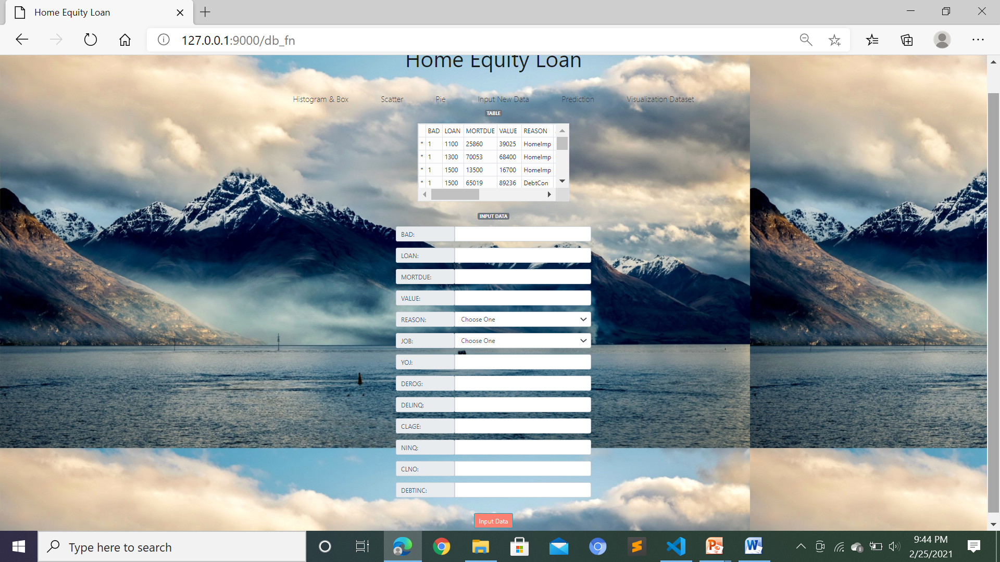 Home Equity Loan
127.0.0.1:9000/db_fn
Home Equity Loan
Histogram & Box Scatter Pie Input New Data Prediction Visualization Dataset
TABLE
BAD LOAN MORTDUE VALUE REASON
* 1 1100 25860 39025 HomeImp
* 1 1300 70053 68400 HomeImp
* 1 1500 13500 16700 HomeImp
* 1 1500 65019 89236 DebtCon
INPUT DATA
BAD:
LOAN:
MORTDUE:
VALUE:
REASON: Choose One
JOB: Choose One
YOJ:
DEROG:
DELINQ:
CLAGE:
NINQ:
CLNO:
DEBTINC:
Input Data
Type here to search
9:44 PM
2/25/2021